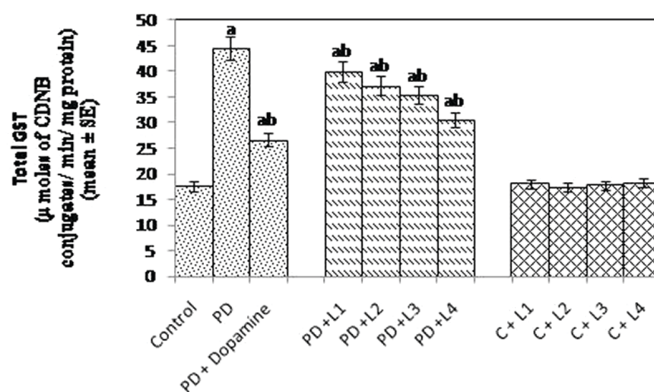 Total GST
(µ moles of CDNB
conjugates/ min/ mg protein)
(mean ± SE)
50
45
40
35
30
25
20
15
10
5
0
a
ab
ab
ab
ab
ab
Control
PD
PD + Dopamine
PD+L1
PD+L2
PD+L3
PD+L4
C+ L1
C+ L2
C+ L3
C+ L4